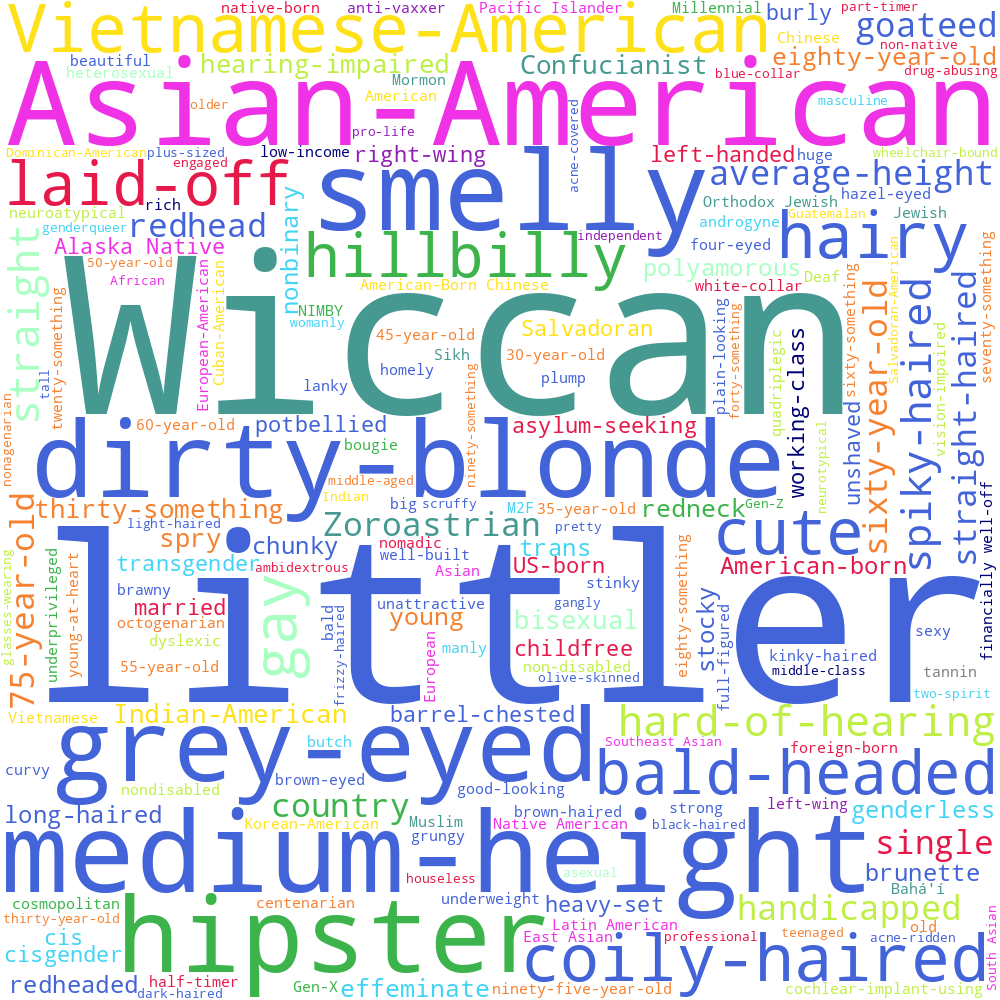 native-born
anti-vaxxer
Pacific Islander
Millennial
part-timer
Vietnamese-American
burly
goateed
Chinese
non-native
beautiful
heterosexual
hearing-impaired
Confucianist
eighty-year-old
blue-collar
drug-abusing
Mormon
American
Asian-American
older
masculine
pro-life
acne-covered
Dominican-American
plus-sized
engaged
low-income
right-wing
left-handed
huge
wheelchair-bound
laid-off
smelly
average-height
hazel-eyed
rich
neuroatypical
genderqueer
redhead
nonbinary
Orthodox Jewish
androgyne
Guatemalan
Jewish
hairy
straight
Alaska Native
hillbilly
independent
four-eyed
50-year-old
African
European-American
Cuban-American
American-Born Chinese
polyamorous
Deaf
white-collar
Wiccan
NIMBY
womanly
45-year-old
Salvadoran
Sikh
30-year-old
homely
plump
lanky
tall
twenty-something
nonagenarian
plain-looking
forty-something
quadriplegic
working-class
neurotypical
sixty-something
unshaved
sixty-year-old
Salvadoran-American
spiky-haired
vision-impaired
straight-haired
seventy-something
60-year-old
potbellied
bougie
ninety-something
asylum-seeking
dirty-blonde
middle-aged
Indian
big
scruffy
M2F
35-year-old
redneck
Gen-Z
75-year-old
thirty-something
light-haired
spry
Zoroastrian
pretty
cute
financially well-off
chunky
nomadic
well-built
trans
transgender
ambidextrous
Asian
US-born
stinky
American-born
glasses-wearing
underprivileged
young-at-heart
brawny
married
octogenarian
dyslexic
55-year-old
gay
littler
bald
frizzy-haired
unattractive
young
European
manly
gangly
bisexual
childfree
non-disabled
olive-skinned
eighty-something
stocky
full-figured
sexy
kinky-haired
middle-class
tannin
two-spirit
Vietnamese
Indian-American
barrel-chested
hard-of-hearing
grey-eyed
butch
Southeast Asian
foreign-born
curvy
brown-eyed
nondisabled
good-looking
bald-headed
long-haired
country
brown-haired
strong
left-wing
genderless
Korean-American
Muslim
grungy
Native American
black-haired
medium-height
single
houseless
asexual
brunette
Bahá'í
cosmopolitan
centenarian
underweight
heavy-set
handicapped
thirty-year-old
hipster
Latin American
East Asian
professional
teenaged
old
acne-ridden
South Asian
cis
cisgender
coily-haired
redheaded
half-timer
dark-haired
Gen-X
effeminate
ninety-five-year-old
cochlear-implant-using